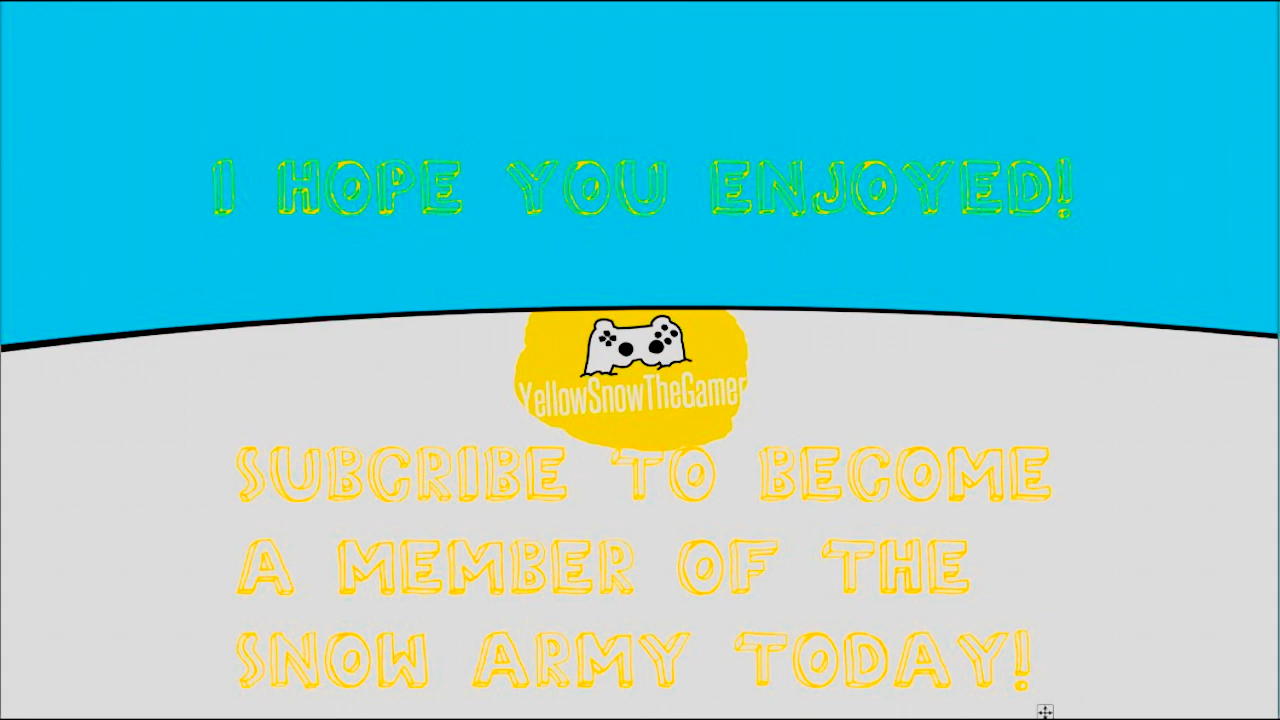 I HOPE YOU ENJOYED!
YellowSnowTheGamer
SUBCRIBE TO BECOME
A MEMBER OF THE
SNOW ARMY TODAY!